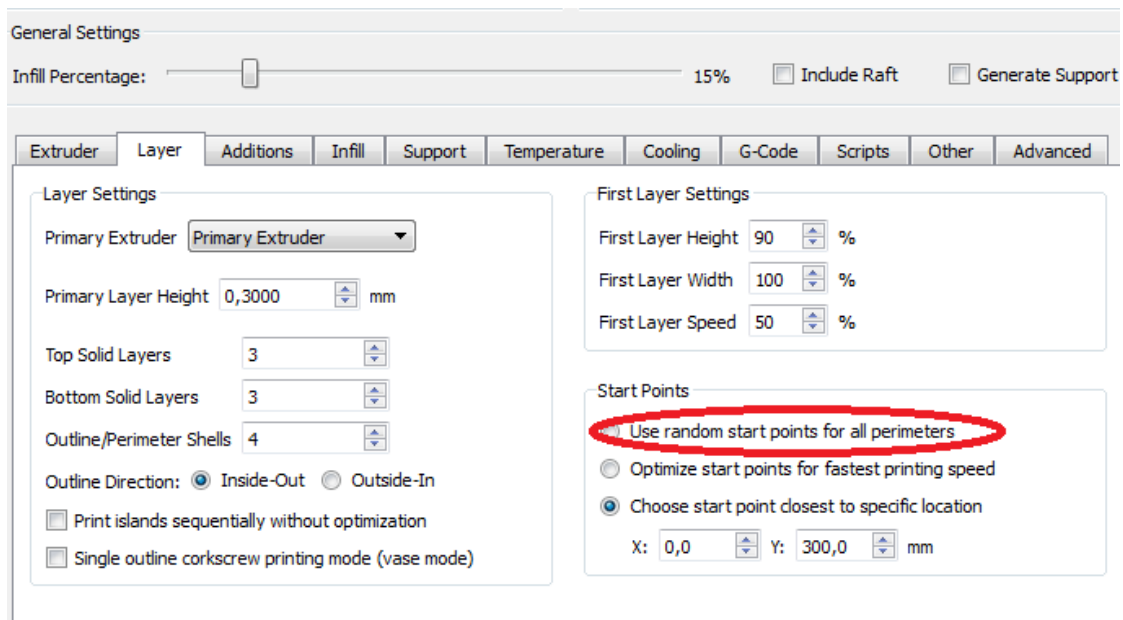 General Settings
Infill Percentage: 15% Include Raft Generate Support
Extruder Layer Additions Infill Support Temperature Cooling G-Code Scripts Other Advanced
Layer Settings
Primary Extruder Primary Extruder
Primary Layer Height 0,3000 mm
Top Solid Layers 3
Bottom Solid Layers 3
Outline/Perimeter Shells 4
Outline Direction: Inside-Out Outside-In
Print islands sequentially without optimization
Single outline corkscrew printing mode (vase mode)
First Layer Settings
First Layer Height 90 %
First Layer Width 100 %
First Layer Speed 50 %
Start Points
Use random start points for all perimeters
Optimize start points for fastest printing speed
Choose start point closest to specific location
X: 0,0 Y: 300,0 mm